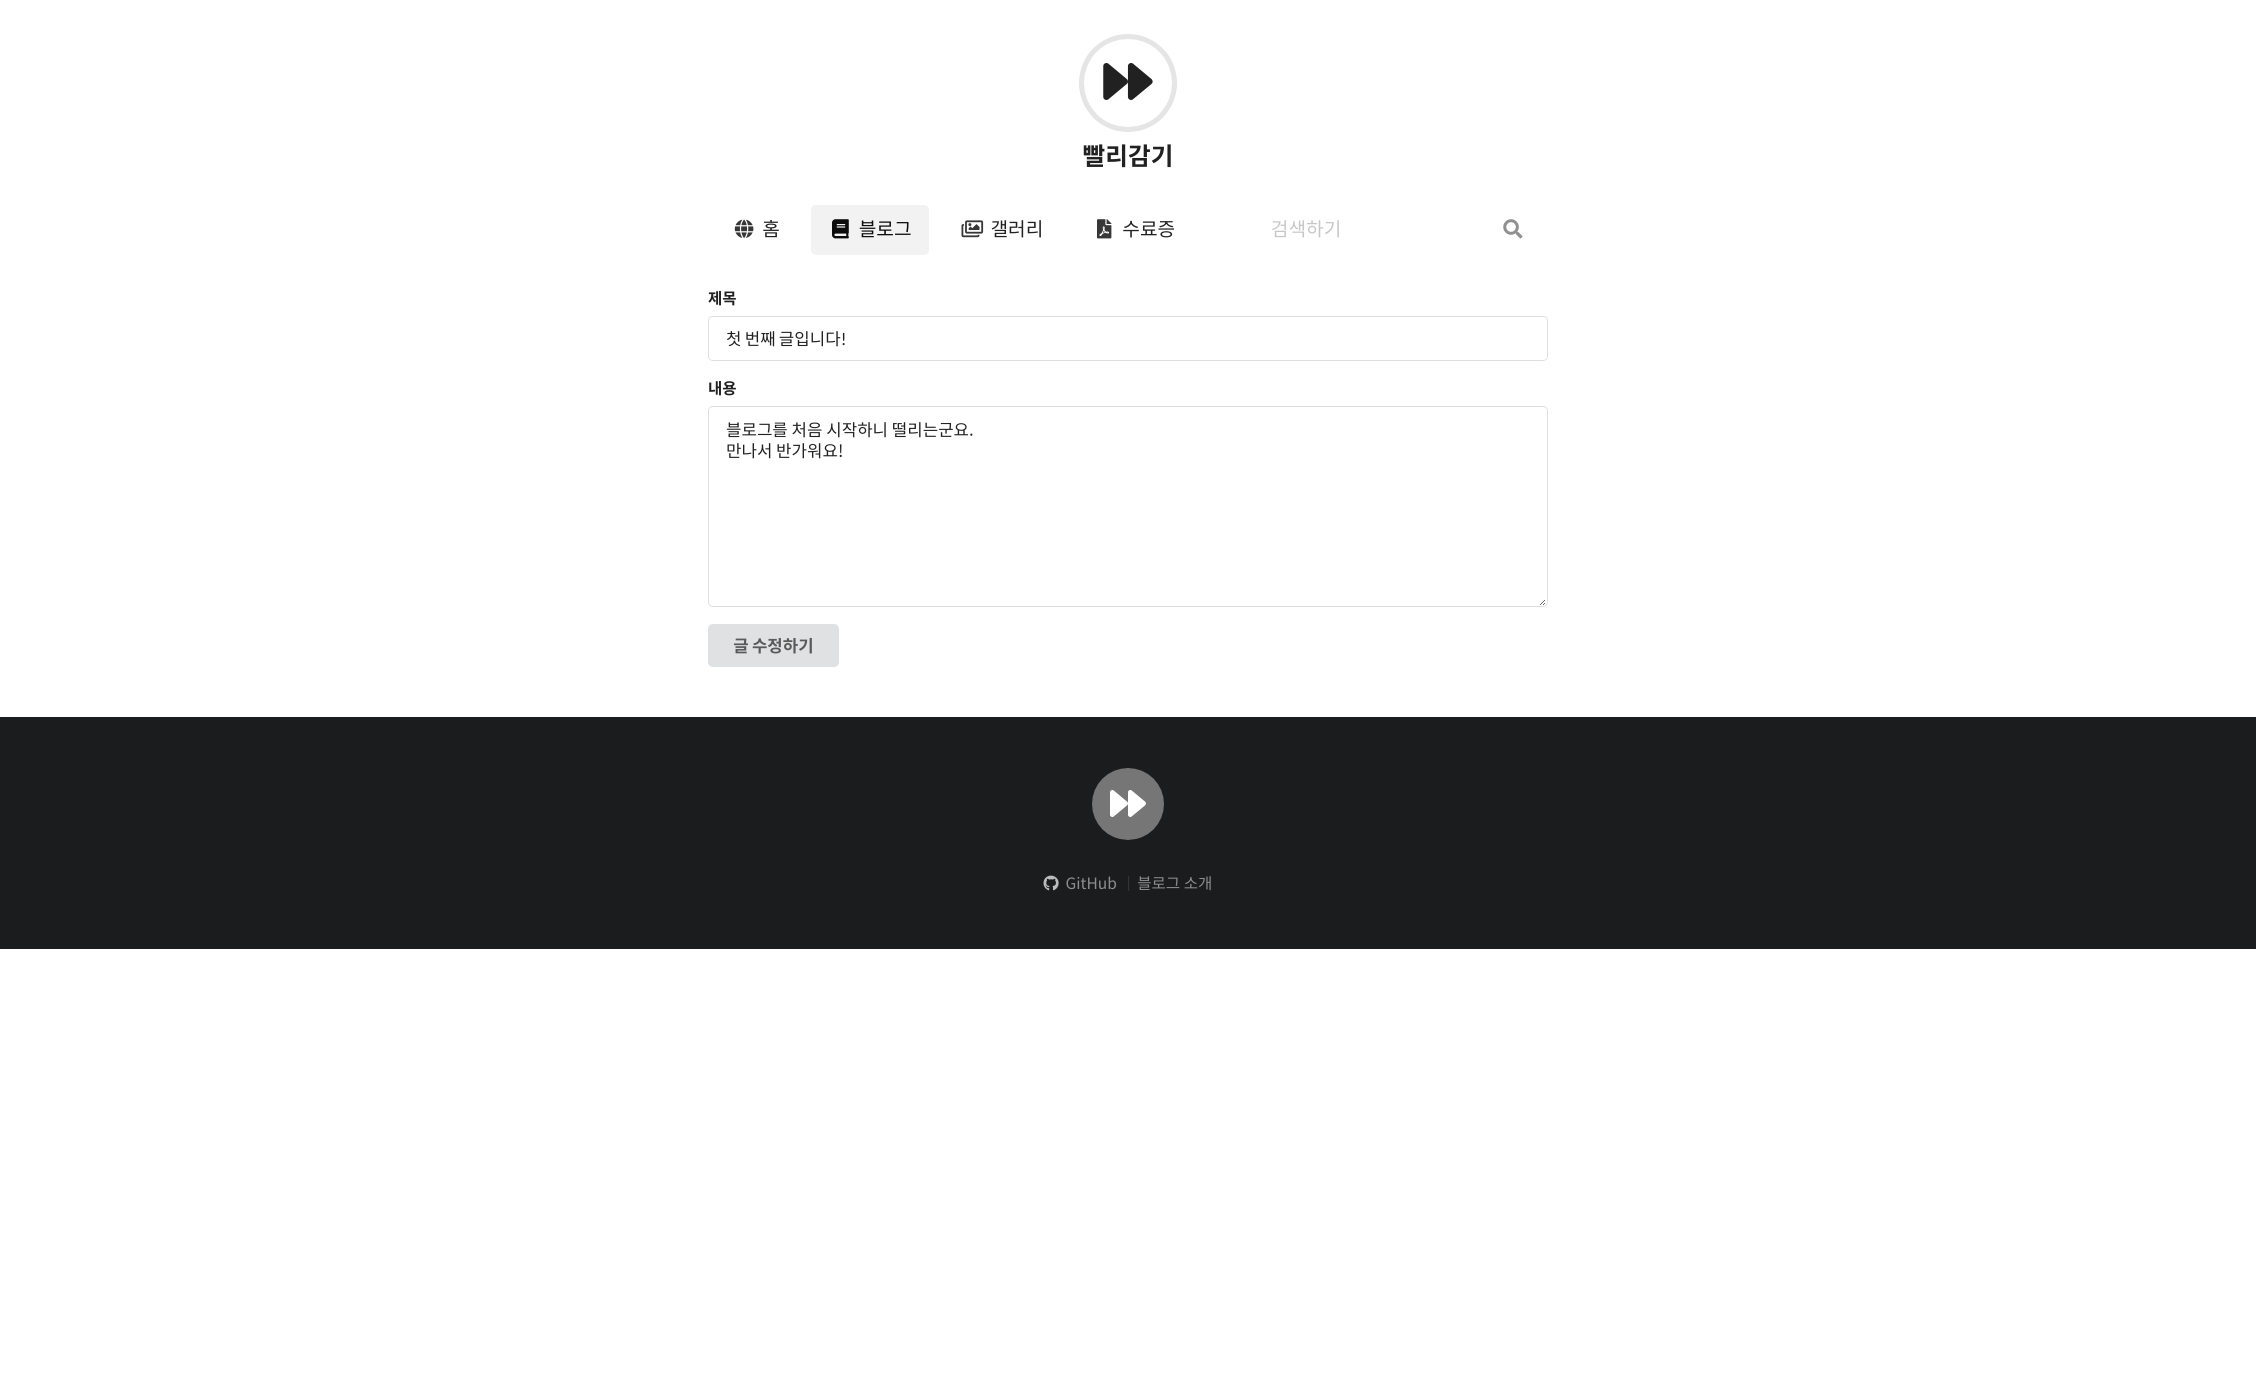 빨리감기
홈 블로그 갤러리 수료증 검색하기
제목
첫 번째 글입니다!
내용
블로그를 처음 시작하니 떨리는군요.
만나서 반가워요!
글 수정하기
GitHub 블로그 소개